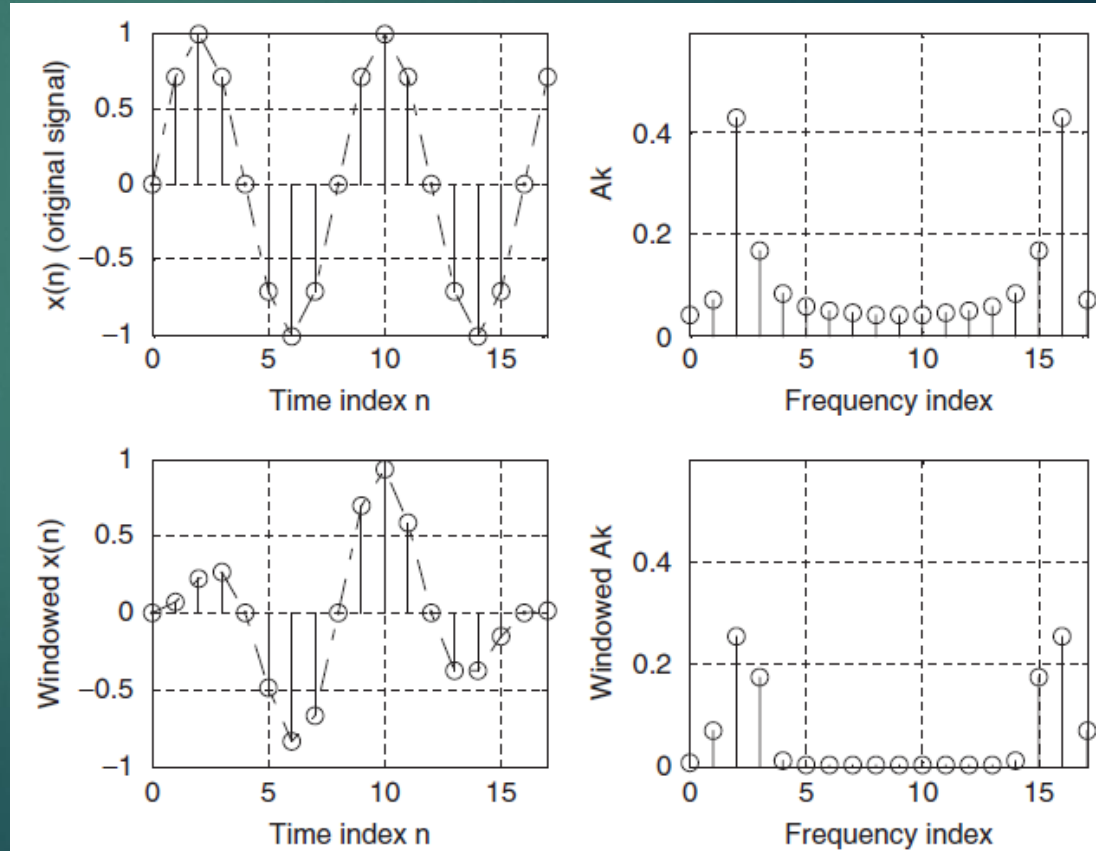 x(n) (original signal)
1
0.5
0
−0.5
−1
0 5 10 15
Time index n
Ak
0.4
0.2
0
0 5 10 15
Frequency index
Windowed x(n)
1
0.5
0
−0.5
−1
0 5 10 15
Time index n
Windowed Ak
0.4
0.2
0
0 5 10 15
Frequency index